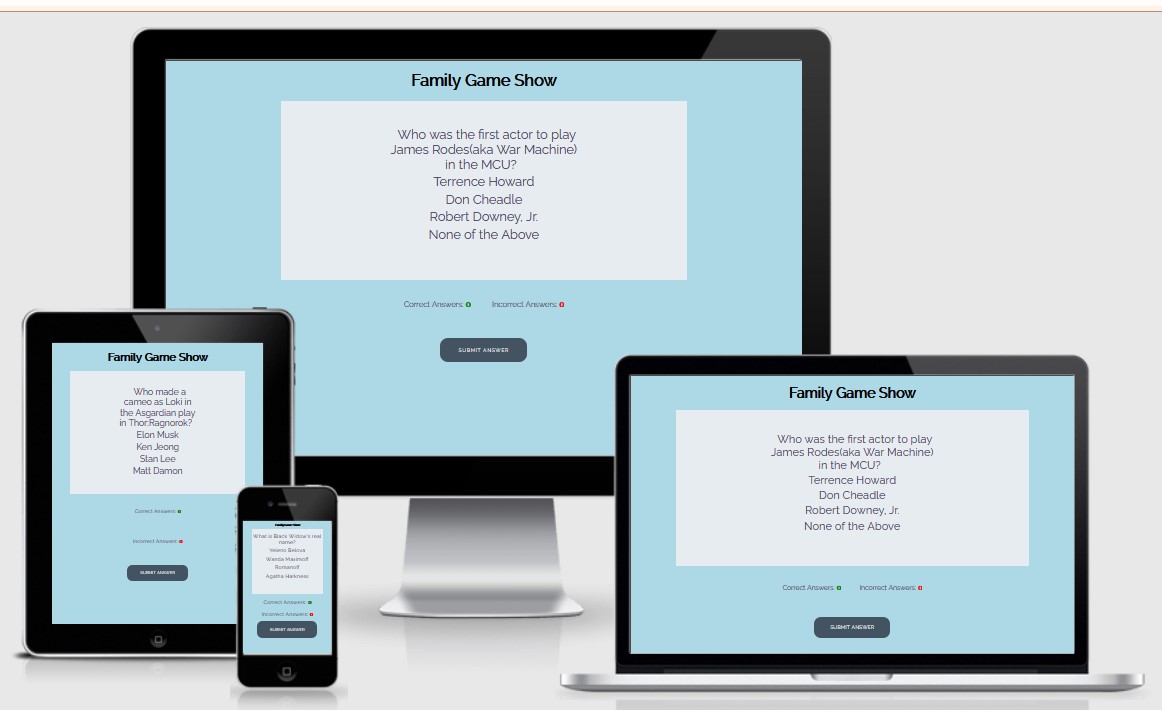 Family Game Show
Who was the first actor to play
James Rodes(aka War Machine)
in the MCU?
Terrence Howard
Don Cheadle
Robert Downey, Jr.
None of the Above
Correct Answers: 0
Incorrect Answers: 0
SUBMIT ANSWER
Family Game Show
Who made a
cameo as Loki in
the Asgardian play
in Thor:Ragnorok?
Elon Musk
Ken Jeong
Stan Lee
Matt Damon
Correct Answers: 0
Incorrect Answers: 0
SUBMIT ANSWER
Family Game Show
What is Black Widow's real
name?
Yelena Belova
Wanda Maximoff
Romanoff
Agatha Harkness
Correct Answers: 0
Incorrect Answers: 0
SUBMIT ANSWER
Family Game Show
Who was the first actor to play
James Rodes(aka War Machine)
in the MCU?
Terrence Howard
Don Cheadle
Robert Downey, Jr.
None of the Above
Correct Answers: 0
Incorrect Answers: 0
SUBMIT ANSWER